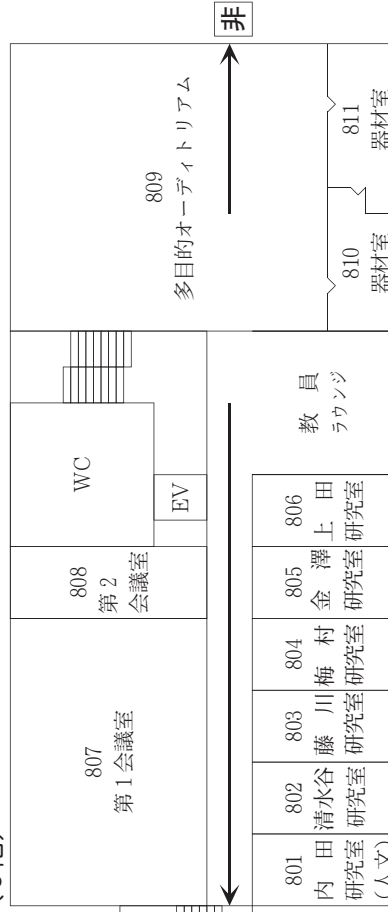 非
809
多目的オーディトリアム
811
器材室
810
器材室
WC
EV
教員
ラウンジ
808
第2
会議室
807
第1会議室
806
上田
研究室
805
金澤
研究室
804
梅村
研究室
803
藤川
研究室
802
清水谷
研究室
801
内田
研究室
(人文)